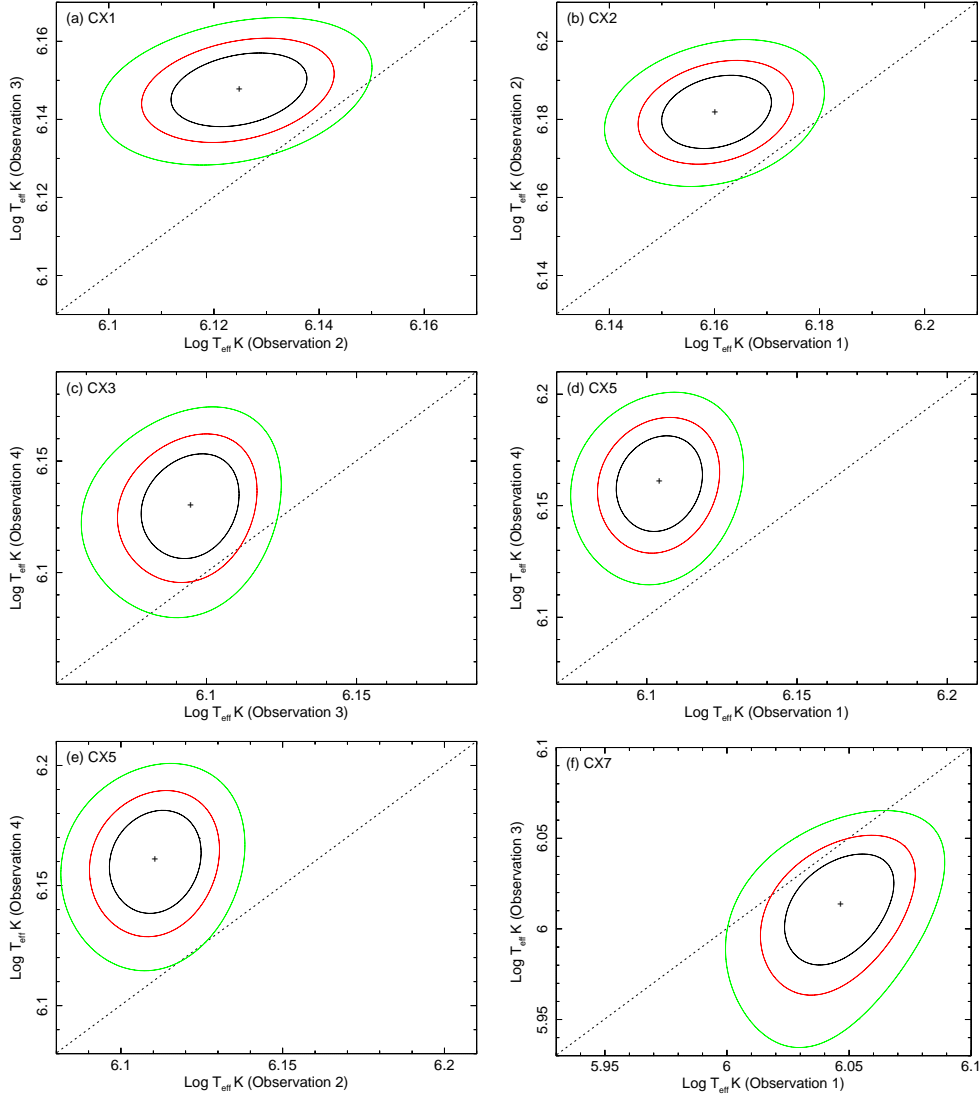 (a) CX1
6.16
6.14
6.12
6.1
Log T_eff K (Observation 3)
6.1 6.12 6.14 6.16
Log T_eff K (Observation 2)
(b) CX2
6.2
6.18
6.16
6.14
Log T_eff K (Observation 2)
6.14 6.16 6.18 6.2
Log T_eff K (Observation 1)
(c) CX3
6.15
6.1
Log T_eff K (Observation 4)
6.1 6.15
Log T_eff K (Observation 3)
(d) CX5
6.2
6.15
6.1
Log T_eff K (Observation 4)
6.1 6.15 6.2
Log T_eff K (Observation 1)
(e) CX5
6.2
6.15
6.1
Log T_eff K (Observation 4)
6.1 6.15 6.2
Log T_eff K (Observation 2)
(f) CX7
6.1
6.05
6
5.95
Log T_eff K (Observation 3)
5.95 6 6.05 6.1
Log T_eff K (Observation 1)